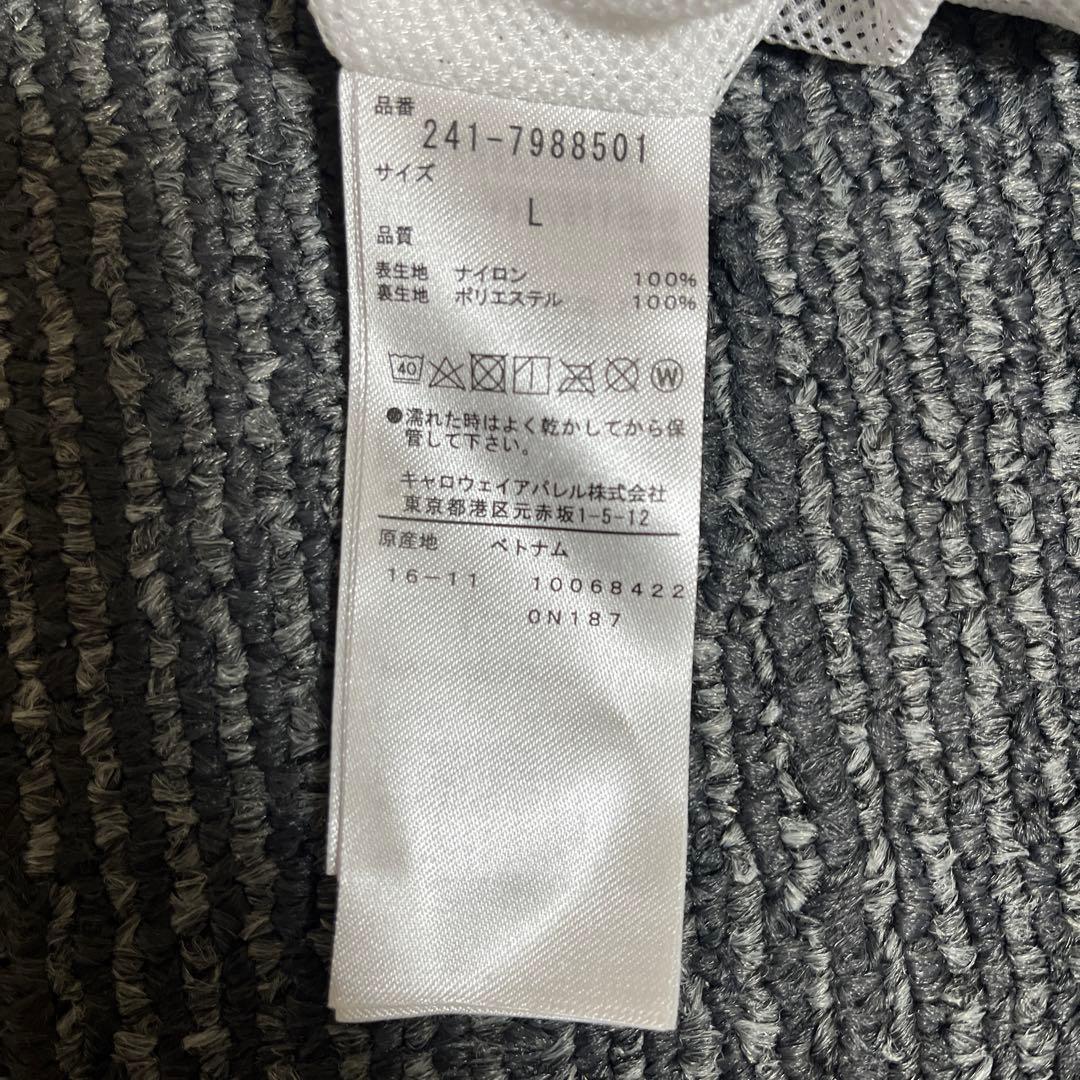 品番
241-7988501
サイズ
L
品質
表生地 ナイロン 100%
裏生地 ポリエステル 100%
40 W
●濡れた時はよく乾かしてから保
管して下さい。
キャロウェイアパレル株式会社
東京都港区元赤坂1-5-12
原産地 ベトナム
16-11 10068422
0N187